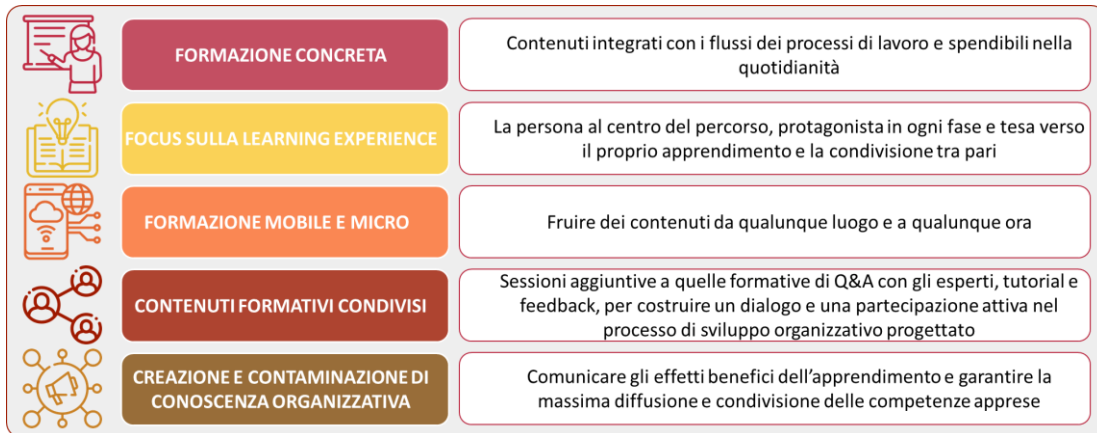 FORMAZIONE CONCRETA
Contenuti integrati con i flussi dei processi di lavoro e spendibili nella
quotidianità
FOCUS SULLA LEARNING EXPERIENCE
La persona al centro del percorso, protagonista in ogni fase e tesa verso
il proprio apprendimento e la condivisione tra pari
FORMAZIONE MOBILE E MICRO
Fruire dei contenuti da qualunque luogo e a qualunque ora
CONTENUTI FORMATIVI CONDIVISI
Sessioni aggiuntive a quelle formative di Q&A con gli esperti, tutorial e
feedback, per costruire un dialogo e una partecipazione attiva nel
processo di sviluppo organizzativo progettato
CREAZIONE E CONTAMINAZIONE DI
CONOSCENZA ORGANIZZATIVA
Comunicare gli effetti benefici dell’apprendimento e garantire la
massima diffusione e condivisione delle competenze apprese